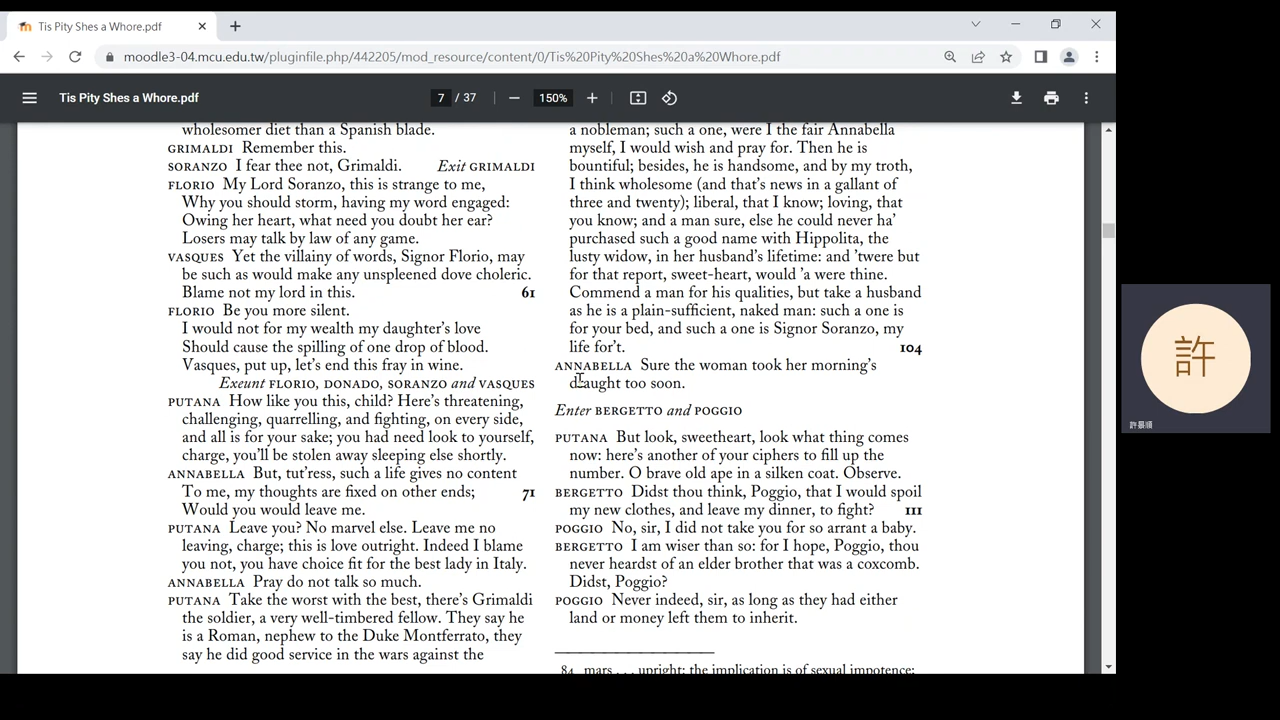 Tis Pity Shes a Whore.pdf
moodle3-04.mcu.edu.tw/pluginfile.php/442205/mod_resource/content/0/Tis%20Pity%20Shes%20a%20Whore.pdf
Tis Pity Shes a Whore.pdf
7 / 37
150%
wholesomer diet than a Spanish blade.
GRIMALDI Remember this.
SORANZO I fear thee not, Grimaldi. Exit GRIMALDI
FLORIO My Lord Soranzo, this is strange to me,
Why you should storm, having my word engaged:
Owing her heart, what need you doubt her ear?
Losers may talk by law of any game.
VASQUES Yet the villainy of words, Signor Florio, may
be such as would make any unspleened dove choleric.
Blame not my lord in this. 61
FLORIO Be you more silent.
I would not for my wealth my daughter's love
Should cause the spilling of one drop of blood.
Vasques, put up, let's end this fray in wine.
Exeunt FLORIO, DONADO, SORANZO and VASQUES
PUTANA How like you this, child? Here's threatening,
challenging, quarrelling, and fighting, on every side,
and all is for your sake; you had need look to yourself,
charge, you'll be stolen away sleeping else shortly.
ANNABELLA But, tut'ress, such a life gives no content
To me, my thoughts are fixed on other ends; 71
Would you would leave me.
PUTANA Leave you? No marvel else. Leave me no
leaving, charge; this is love outright. Indeed I blame
you not, you have choice fit for the best lady in Italy.
ANNABELLA Pray do not talk so much.
PUTANA Take the worst with the best, there's Grimaldi
the soldier, a very well-timbered fellow. They say he
is a Roman, nephew to the Duke Montferrato, they
say he did good service in the wars against the
a nobleman; such a one, were I the fair Annabella
myself, I would wish and pray for. Then he is
bountiful; besides, he is handsome, and by my troth,
I think wholesome (and that's news in a gallant of
three and twenty); liberal, that I know; loving, that
you know; and a man sure, else he could never ha'
purchased such a good name with Hippolita, the
lusty widow, in her husband's lifetime: and 'twere but
for that report, sweet-heart, would 'a were thine.
Commend a man for his qualities, but take a husband
as he is a plain-sufficient, naked man: such a one is
for your bed, and such a one is Signor Soranzo, my
life for't. 104
ANNABELLA Sure the woman took her morning's
draught too soon.
Enter BERGETTO and POGGIO
PUTANA But look, sweetheart, look what thing comes
now: here's another of your ciphers to fill up the
number. O brave old ape in a silken coat. Observe.
BERGETTO Didst thou think, Poggio, that I would spoil
my new clothes, and leave my dinner, to fight? 111
POGGIO No, sir, I did not take you for so arrant a baby.
BERGETTO I am wiser than so: for I hope, Poggio, thou
never heardst of an elder brother that was a coxcomb.
Didst, Poggio?
POGGIO Never indeed, sir, as long as they had either
land or money left them to inherit.
84 mars . . . upright: the implication is of sexual impotence;
許
許景順